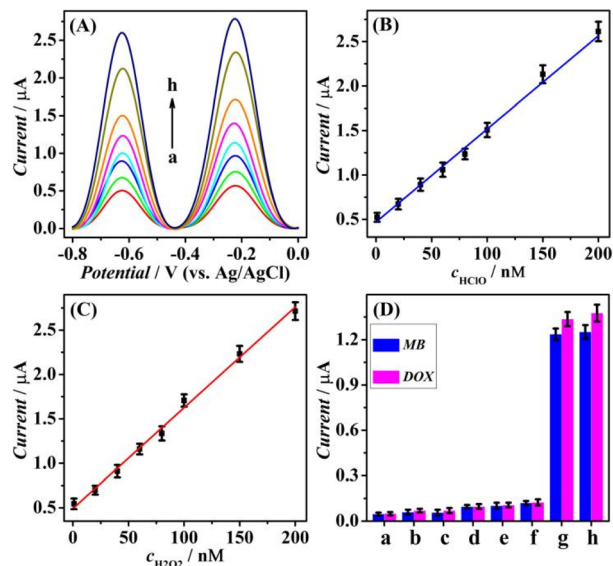 (A)
h
a
Current / μA
0.0
0.5
1.0
1.5
2.0
2.5
-0.8
-0.6
-0.4
-0.2
0.0
Potential / V (vs. Ag/AgCl)
(B)
Current / μA
0.5
1.0
1.5
2.0
2.5
0
50
100
150
200
cHClO / nM
(C)
Current / μA
0.5
1.0
1.5
2.0
2.5
0
50
100
150
200
cH2O2 / nM
(D)
MB
DOX
Current / μA
0.0
0.3
0.6
0.9
1.2
a b c d e f g h